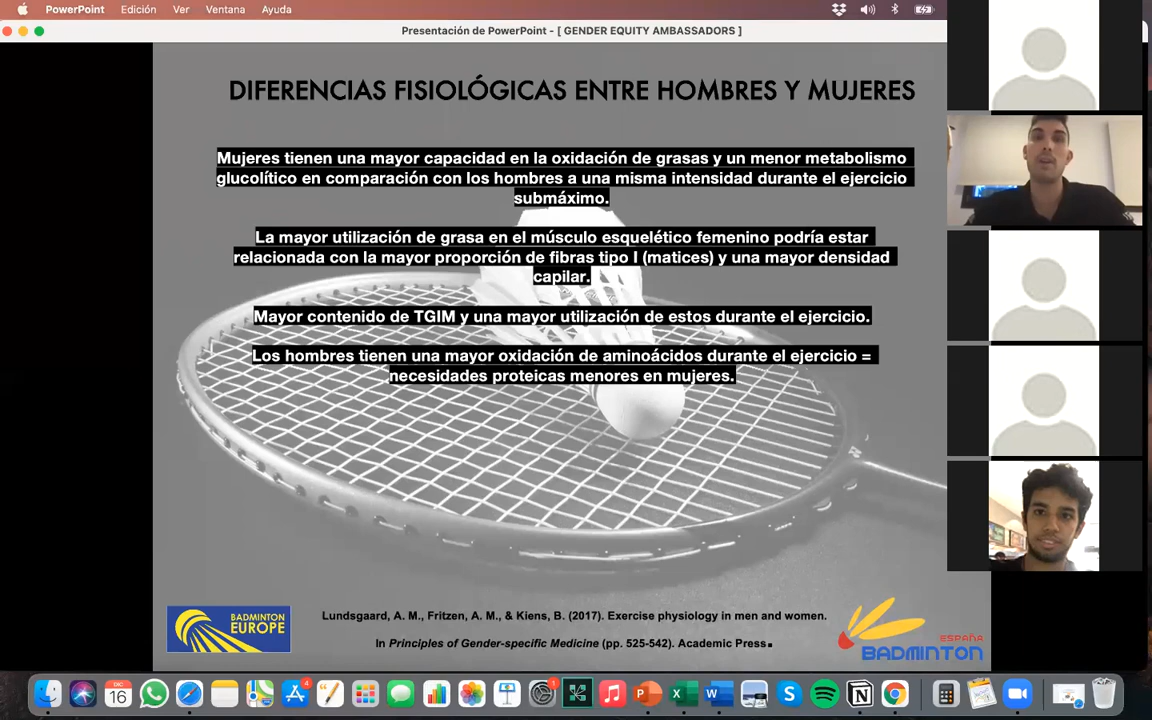 PowerPoint Edición Ver Ventana Ayuda
Presentación de PowerPoint - [ GENDER EQUITY AMBASSADORS ]
DIFERENCIAS FISIOLÓGICAS ENTRE HOMBRES Y MUJERES
Mujeres tienen una mayor capacidad en la oxidación de grasas y un menor metabolismo
glucolítico en comparación con los hombres a una misma intensidad durante el ejercicio
submáximo.
La mayor utilización de grasa en el músculo esquelético femenino podría estar
relacionada con la mayor proporción de fibras tipo I (matices) y una mayor densidad
capilar.
Mayor contenido de TGIM y una mayor utilización de estos durante el ejercicio.
Los hombres tienen una mayor oxidación de aminoácidos durante el ejercicio =
necesidades proteicas menores en mujeres.
BADMINTON
EUROPE
Lundsgaard, A. M., Fritzen, A. M., & Kiens, B. (2017). Exercise physiology in men and women.
In Principles of Gender-specific Medicine (pp. 525-542). Academic Press.
ESPAÑA
BADMINTON
DIC
16
4
1